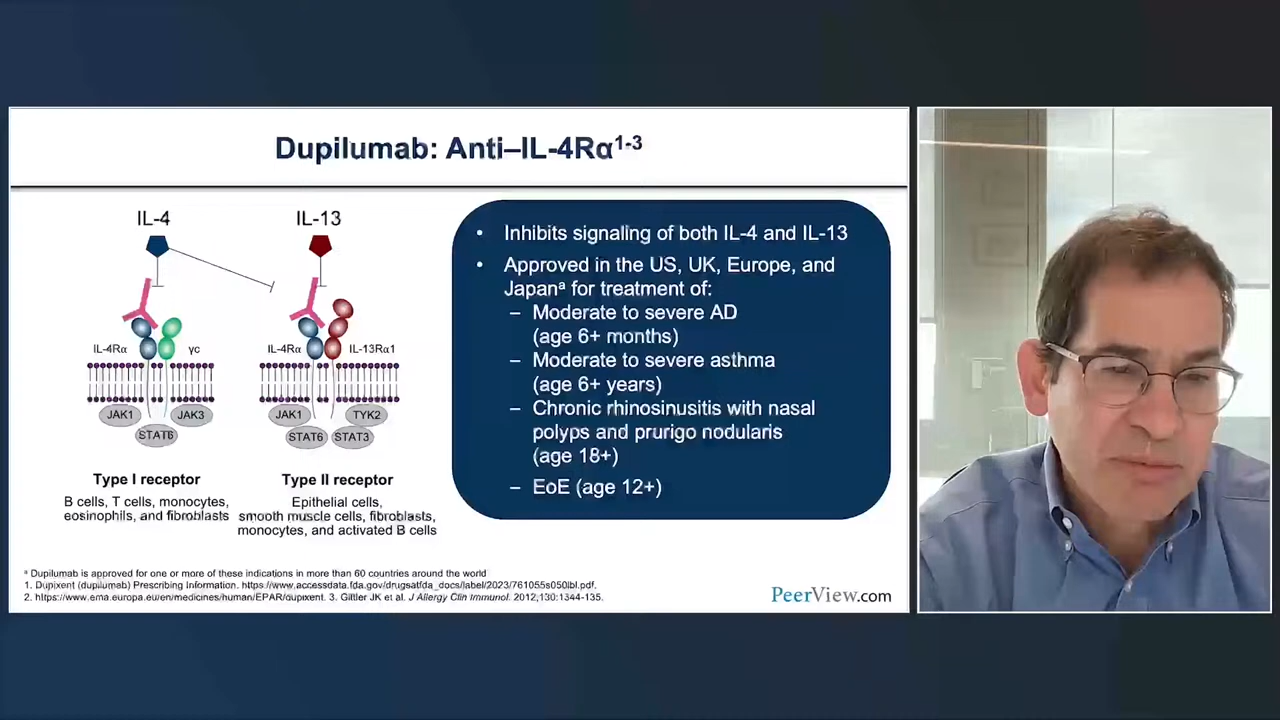 Dupilumab: Anti–IL-4Rα¹⁻³
IL-4
IL-13
IL-4Rα
γc
IL-4Rα
IL-13Rα1
JAK1
JAK3
STAT6
JAK1
TYK2
STAT6
STAT3
Type I receptor
B cells, T cells, monocytes,
eosinophils, and fibroblasts
Type II receptor
Epithelial cells,
smooth muscle cells, fibroblasts,
monocytes, and activated B cells
• Inhibits signaling of both IL-4 and IL-13
• Approved in the US, UK, Europe, and
Japanᵃ for treatment of:
– Moderate to severe AD
(age 6+ months)
– Moderate to severe asthma
(age 6+ years)
– Chronic rhinosinusitis with nasal
polyps and prurigo nodularis
(age 18+)
– EoE (age 12+)
ᵃ Dupilumab is approved for one or more of these indications in more than 60 countries around the world
1. Dupixent (dupilumab) Prescribing Information. https://www.accessdata.fda.gov/drugsatfda_docs/label/2023/761055s050lbl.pdf.
2. https://www.ema.europa.eu/en/medicines/human/EPAR/dupixent. 3. Gittler JK et al. J Allergy Clin Immunol. 2012;130:1344-135.
PeerView.com